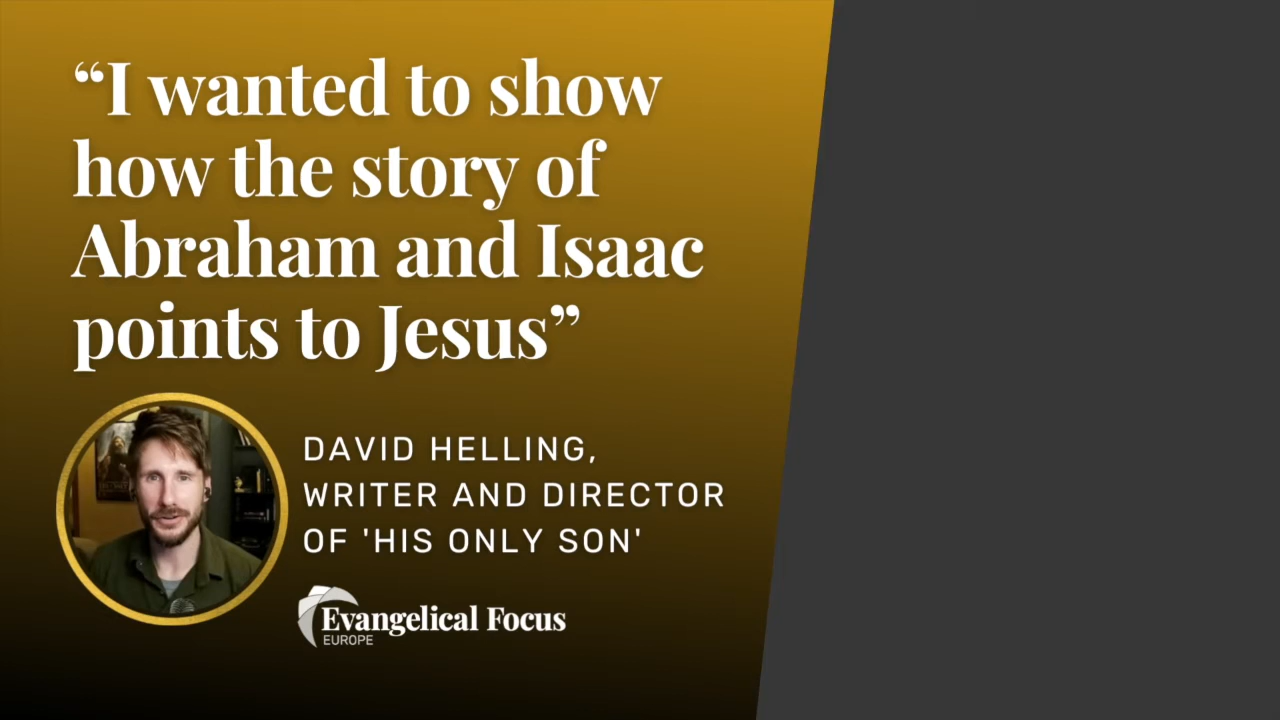 “I wanted to show
how the story of
Abraham and Isaac
points to Jesus”
DAVID HELLING,
WRITER AND DIRECTOR
OF 'HIS ONLY SON'
Evangelical Focus
EUROPE